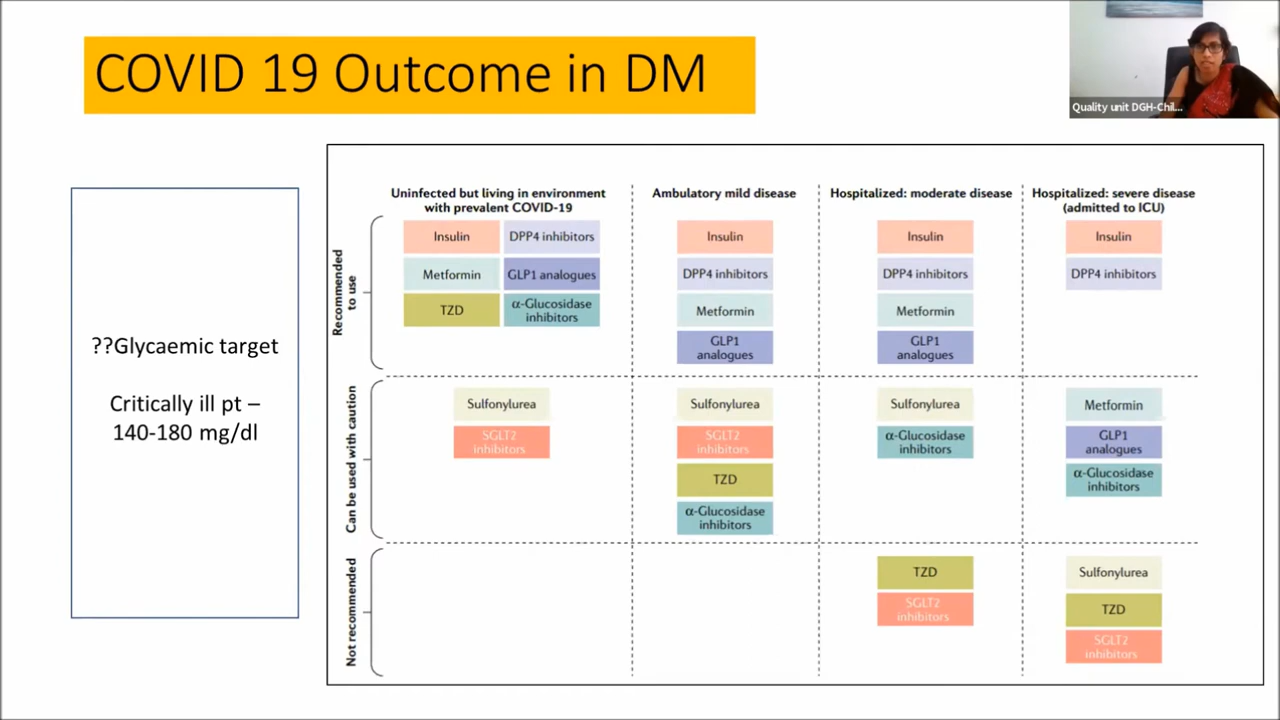 COVID 19 Outcome in DM
Quality unit DGH-Chil...
??Glycaemic target
Critically ill pt –
140-180 mg/dl
Uninfected but living in environment
with prevalent COVID-19
Ambulatory mild disease
Hospitalized: moderate disease
Hospitalized: severe disease
(admitted to ICU)
Recommended
to use
Insulin
DPP4 inhibitors
Metformin
GLP1 analogues
TZD
α-Glucosidase
inhibitors
Insulin
DPP4 inhibitors
Metformin
GLP1
analogues
Insulin
DPP4 inhibitors
Metformin
GLP1
analogues
Insulin
DPP4 inhibitors
Can be used with caution
Sulfonylurea
SGLT2
inhibitors
Sulfonylurea
SGLT2
inhibitors
TZD
α-Glucosidase
inhibitors
Sulfonylurea
α-Glucosidase
inhibitors
Metformin
GLP1
analogues
α-Glucosidase
inhibitors
Not recommended
TZD
SGLT2
inhibitors
Sulfonylurea
TZD
SGLT2
inhibitors